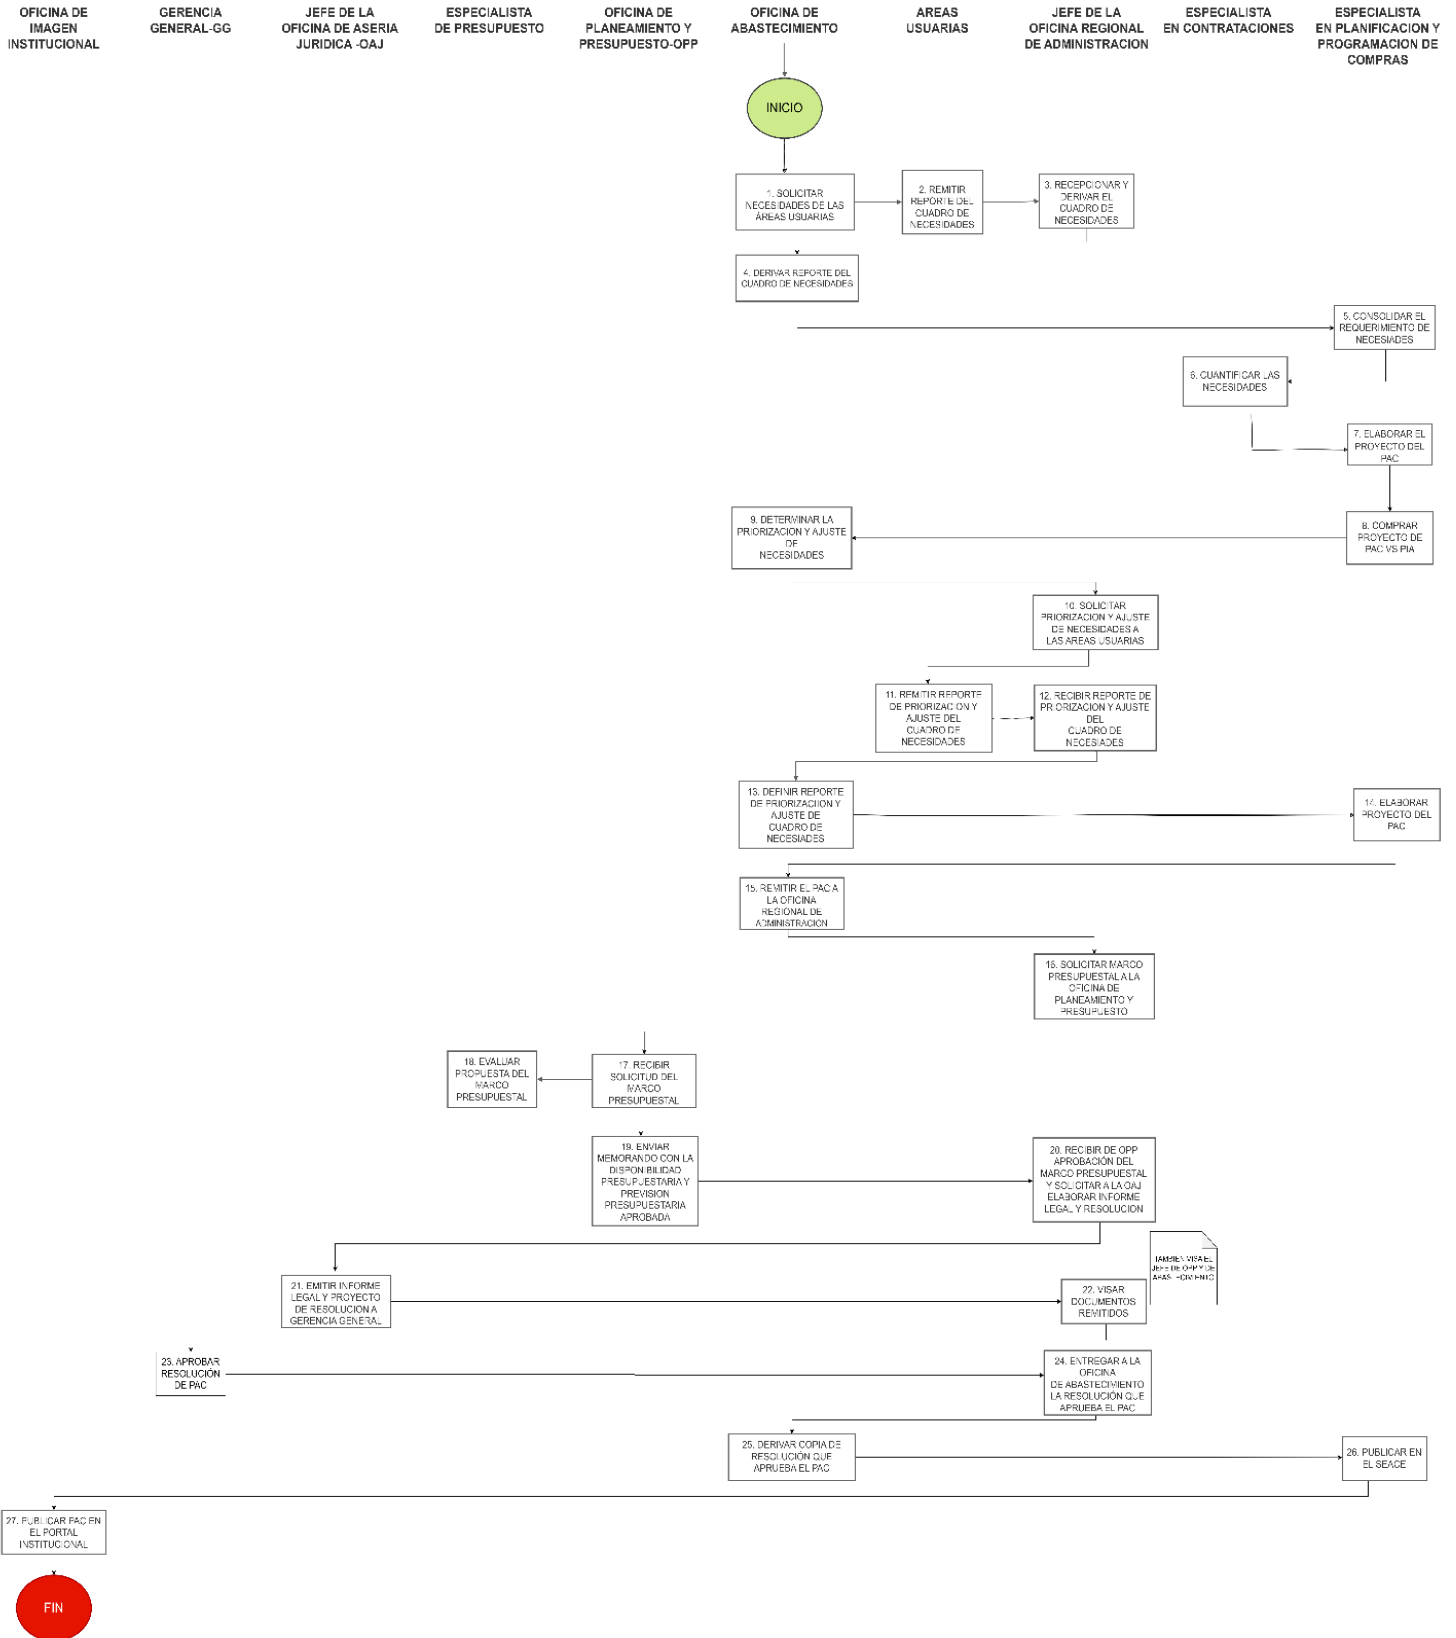 OFICINA DE
IMAGEN
INSTITUCIONAL
GERENCIA
GENERAL-GG
JEFE DE LA
OFICINA DE ASERIA
JURIDICA -OAJ
ESPECIALISTA
DE PRESUPUESTO
OFICINA DE
PLANEAMIENTO Y
PRESUPUESTO-OPP
OFICINA DE
ABASTECIMIENTO
AREAS
USUARIAS
JEFE DE LA
OFICINA REGIONAL
DE ADMINISTRACION
ESPECIALISTA
EN CONTRATACIONES
ESPECIALISTA
EN PLANIFICACION Y
PROGRAMACION DE
COMPRAS
INICIO
1. SOLICITAR
NECESIDADES DE LAS
ÁREAS USUARIAS
2. REMITIR
REPORTE DEL
CUADRO DE
NECESIDADES
3. RECEPCIONAR Y
DERIVAR EL
CUADRO DE
NECESIDADES
4. DERIVAR REPORTE DEL
CUADRO DE NECESIDADES
5. CONSOLIDAR EL
REQUERIMIENTO DE
NECESIADES
6. CUANTIFICAR LAS
NECESIDADES
7. ELABORAR EL
PROYECTO DEL
PAC
8. COMPRAR
PROYECTO DE
PAC VS PIA
9. DETERMINAR LA
PRIORIZACION Y AJUSTE
DE
NECESIDADES
10. SOLICITAR
PRIORIZACION Y AJUSTE
DE NECESIDADES A
LAS AREAS USUARIAS
11. REMITIR REPORTE
DE PRIORIZACION Y
AJUSTE DEL
CUADRO DE
NECESIDADES
12. RECIBIR REPORTE DE
PRIORIZACION Y AJUSTE
DEL
CUADRO DE
NECESIADES
13. DEFINIR REPORTE
DE PRIORIZACIION Y
AJUSTE DE
CUADRO DE
NECESIADES
14. ELABORAR
PROYECTO DEL
PAC
15. REMITIR EL PAC A
LA OFICINA
REGIONAL DE
ADMINISTRACION
16. SOLICITAR MARCO
PRESUPUESTAL A LA
OFICINA DE
PLANEAMIENTO Y
PRESUPUESTO
18. EVALUAR
PROPUESTA DEL
MARCO
PRESUPUESTAL
17. RECIBIR
SOLICITUD DEL
MARCO
PRESUPUESTAL
19. ENVIAR
MEMORANDO CON LA
DISPONIBILIDAD
PRESUPUESTARIA Y
PREVISION
PRESUPUESTARIA
APROBADA
20. RECIBIR DE OPP
APROBACIÓN DEL
MARCO PRESUPUESTAL
Y SOLICITAR A LA OAJ
ELABORAR INFORME
LEGAL Y RESOLUCION
TAMBIEN VISA EL
JEFE DE OPP Y DE
ABASTECIMIENTO
21. EMITIR INFORME
LEGAL Y PROYECTO
DE RESOLUCION A
GERENCIA GENERAL
22. VISAR
DOCUMENTOS
REMITIDOS
23. APROBAR
RESOLUCIÓN
DE PAC
24. ENTREGAR A LA
OFICINA
DE ABASTECIMIENTO
LA RESOLUCIÓN QUE
APRUEBA EL PAC
25. DERIVAR COPIA DE
RESOLUCIÓN QUE
APRUEBA EL PAC
26. PUBLICAR EN
EL SEACE
27. PUBLICAR PAC EN
EL PORTAL
INSTITUCIONAL
FIN